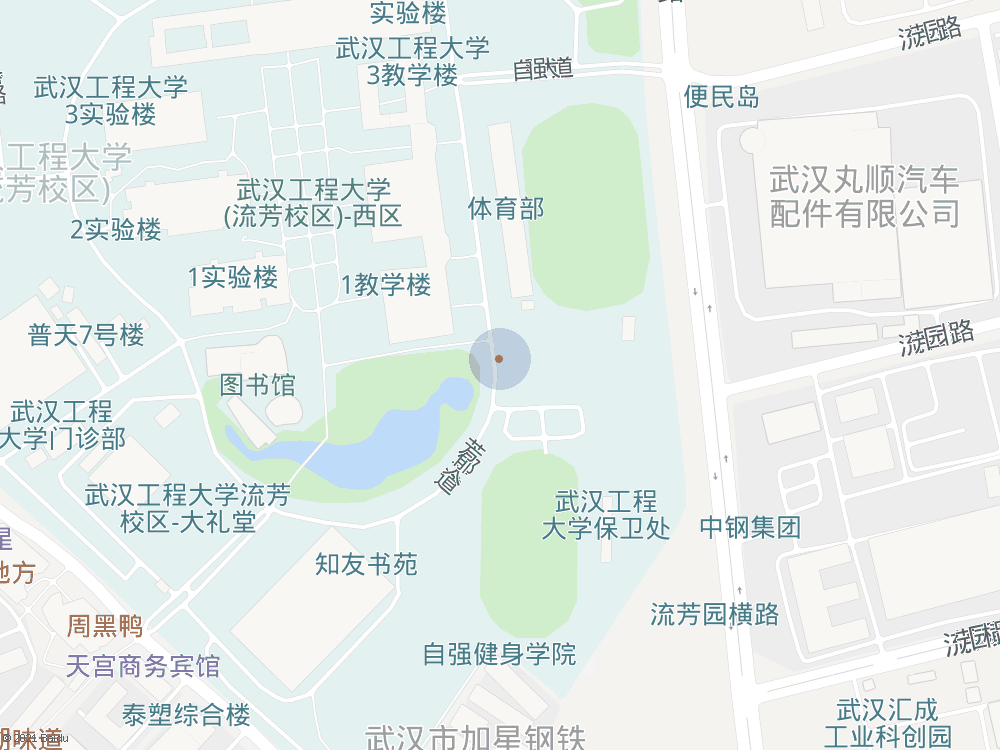 实验楼
武汉工程大学
3教学楼
自强大道
便民岛
武汉工程大学
3实验楼
工程大学
芳校区)
武汉工程大学
(流芳校区)-西区
体育部
武汉丸顺汽车
配件有限公司
2实验楼
1实验楼
1教学楼
普天7号楼
流芳园路
图书馆
武汉工程
大学门诊部
武汉工程大学流芳
校区-大礼堂
武汉工程
大学保卫处
中钢集团
知友书苑
地方
流芳园横路
周黑鸭
自强健身学院
天宫商务宾馆
泰塑综合楼
武汉汇成
工业科创园
武汉市加星钢铁
味道